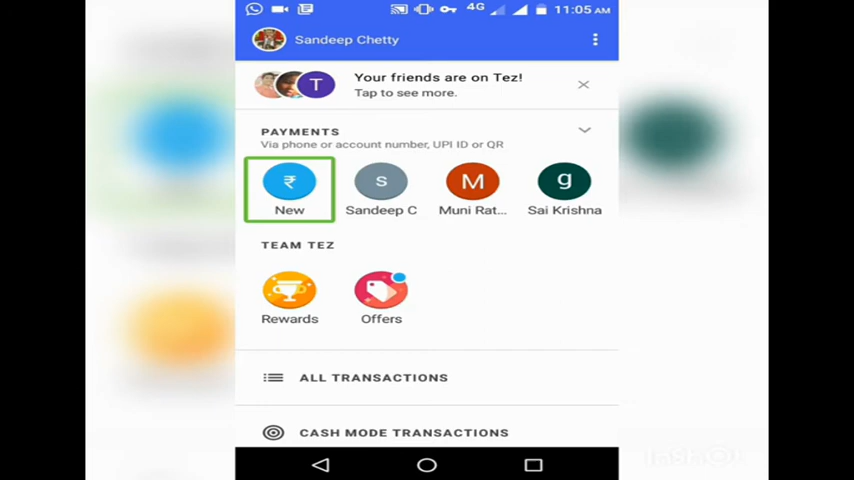 4G 11:05 AM
Sandeep Chetty
T
Your friends are on Tez!
Tap to see more.
PAYMENTS
Via phone or account number, UPI ID or QR
₹ s M g
New Sandeep C Muni Rat... Sai Krishna
TEAM TEZ
Rewards Offers
ALL TRANSACTIONS
CASH MODE TRANSACTIONS